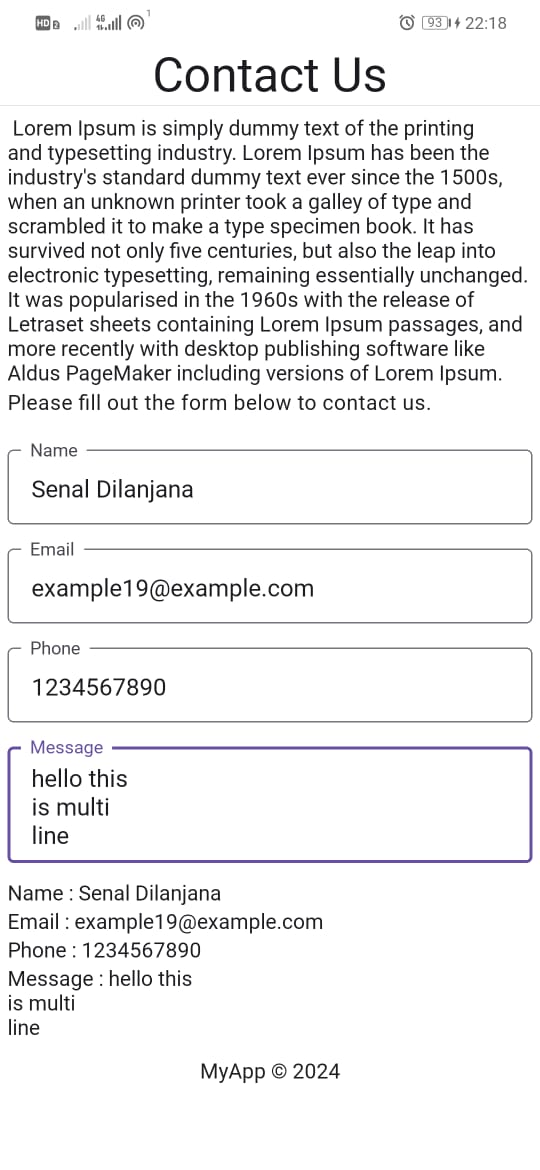 HD 2 4G 1 93 22:18
Contact Us
Lorem Ipsum is simply dummy text of the printing
and typesetting industry. Lorem Ipsum has been the
industry's standard dummy text ever since the 1500s,
when an unknown printer took a galley of type and
scrambled it to make a type specimen book. It has
survived not only five centuries, but also the leap into
electronic typesetting, remaining essentially unchanged.
It was popularised in the 1960s with the release of
Letraset sheets containing Lorem Ipsum passages, and
more recently with desktop publishing software like
Aldus PageMaker including versions of Lorem Ipsum.
Please fill out the form below to contact us.
Name
Senal Dilanjana
Email
example19@example.com
Phone
1234567890
Message
hello this
is multi
line
Name : Senal Dilanjana
Email : example19@example.com
Phone : 1234567890
Message : hello this
is multi
line
MyApp © 2024